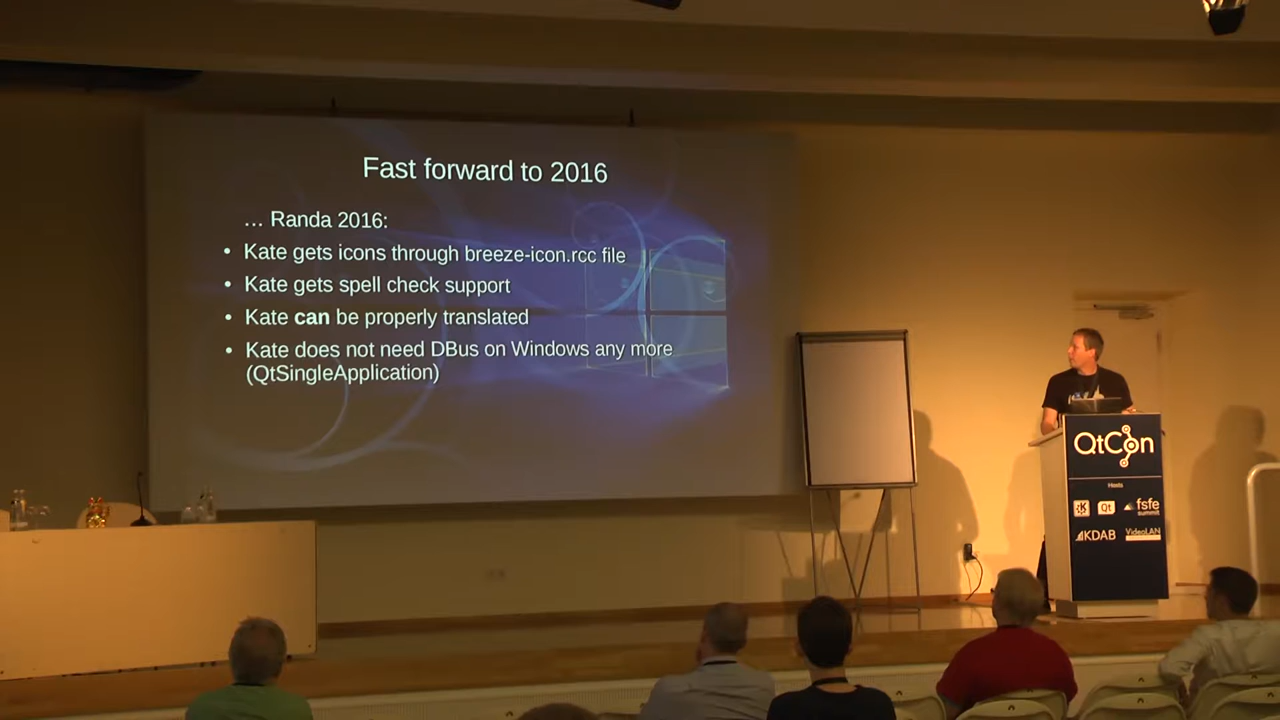 Fast forward to 2016
... Randa 2016:
• Kate gets icons through breeze-icon.rcc file
• Kate gets spell check support
• Kate can be properly translated
• Kate does not need DBus on Windows any more
(QtSingleApplication)
QtCon
Hosts
Qt
fsfe
summit
KDAB
VideoLAN